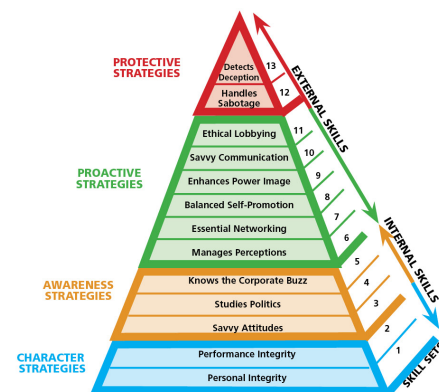 PROTECTIVE
STRATEGIES
Detects
Deception
13
Handles
Sabotage
12
EXTERNAL SKILLS
PROACTIVE
STRATEGIES
Ethical Lobbying
11
Savvy Communication
10
Enhances Power Image
9
Balanced Self-Promotion
8
Essential Networking
7
Manages Perceptions
6
INTERNAL SKILLS
AWARENESS
STRATEGIES
Knows the Corporate Buzz
5
Studies Politics
4
Savvy Attitudes
3
CHARACTER
STRATEGIES
Performance Integrity
2
Personal Integrity
1
SKILL SETS